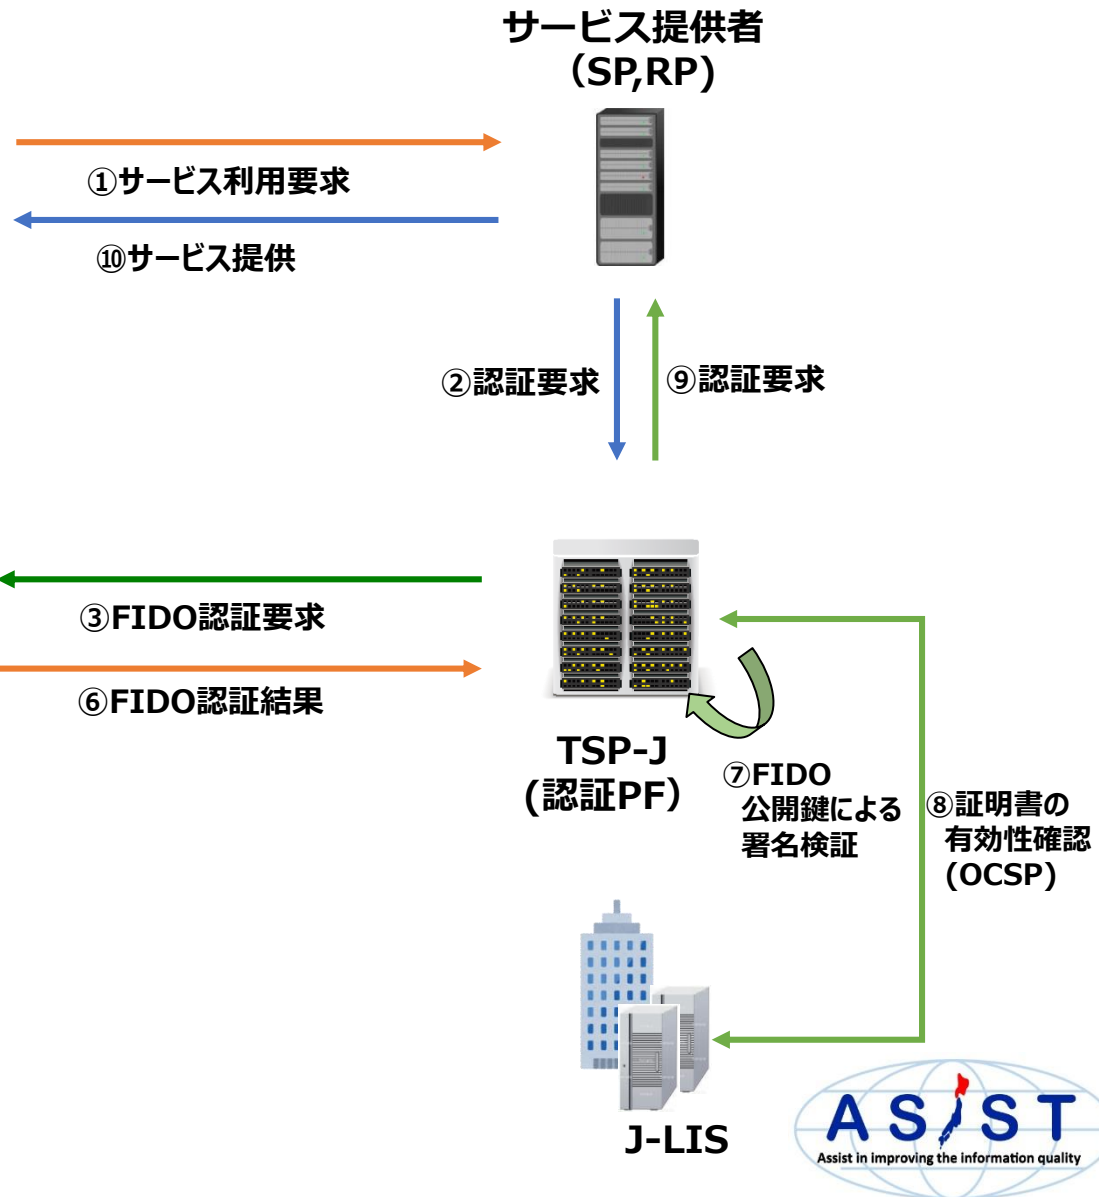 サービス提供者
（SP,RP)
①サービス利用要求
⑩サービス提供
②認証要求
⑨認証要求
③FIDO認証要求
⑥FIDO認証結果
TSP-J
(認証PF）
⑦FIDO
公開鍵による
署名検証
⑧証明書の
有効性確認
(OCSP)
J-LIS
ASIST
Assist in improving the information quality